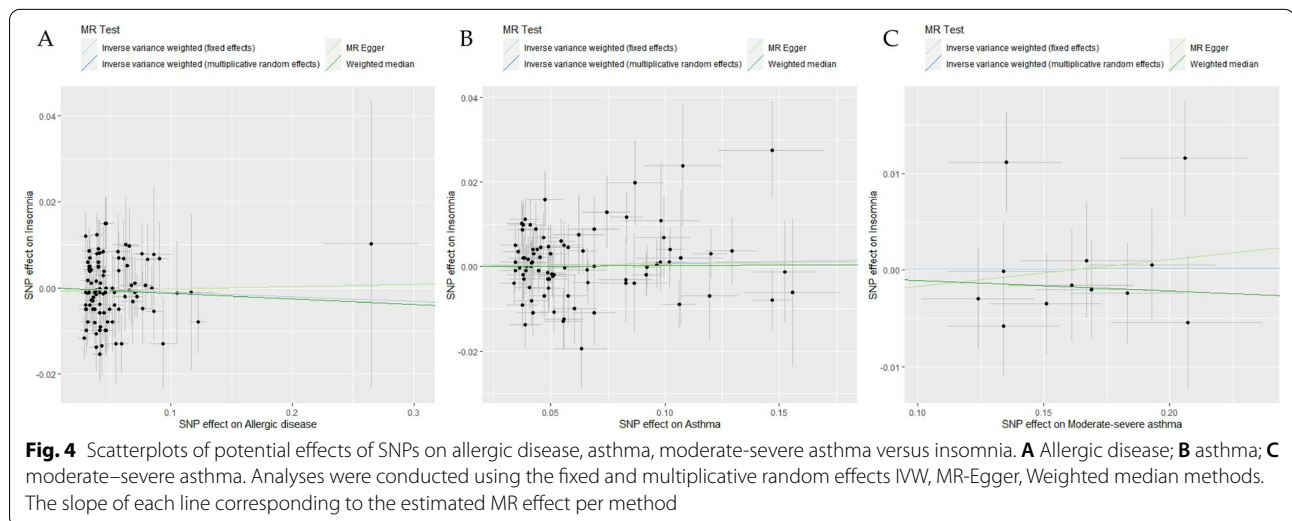 A
MR Test
Inverse variance weighted (fixed effects)
MR Egger
Inverse variance weighted (multiplicative random effects)
Weighted median
SNP effect on Insomnia
0.04
0.02
0.00
-0.02
0.1
0.2
0.3
SNP effect on Allergic disease
B
MR Test
Inverse variance weighted (fixed effects)
MR Egger
Inverse variance weighted (multiplicative random effects)
Weighted median
SNP effect on Insomnia
0.04
0.02
0.00
-0.02
0.05
0.10
0.15
SNP effect on Asthma
C
MR Test
Inverse variance weighted (fixed effects)
MR Egger
Inverse variance weighted (multiplicative random effects)
Weighted median
SNP effect on Insomnia
0.01
0.00
-0.01
0.10
0.15
0.20
SNP effect on Moderate-severe asthma
Fig. 4 Scatterplots of potential effects of SNPs on allergic disease, asthma, moderate-severe asthma versus insomnia. A Allergic disease; B asthma; C
moderate–severe asthma. Analyses were conducted using the fixed and multiplicative random effects IVW, MR-Egger, Weighted median methods.
The slope of each line corresponding to the estimated MR effect per method